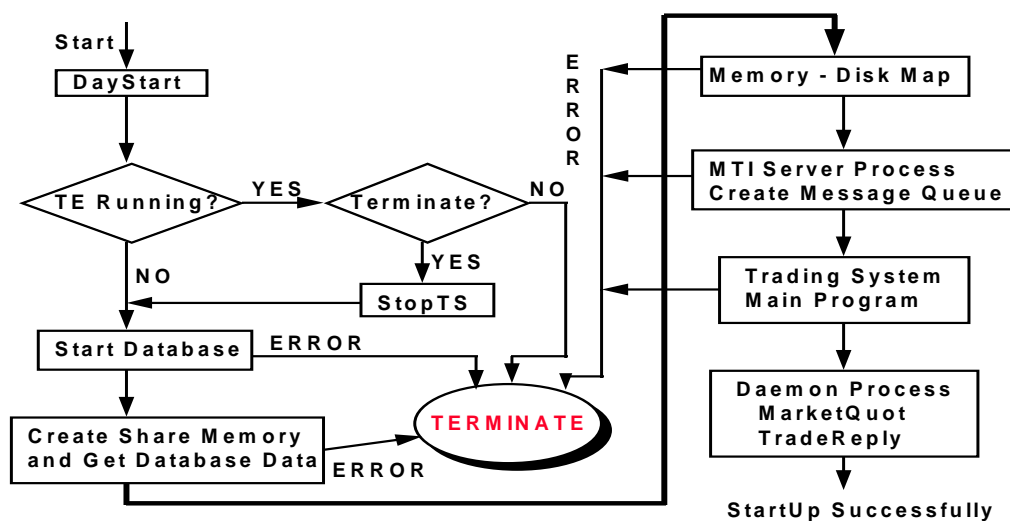 Start
DayStart
TE Running?
YES
Terminate?
NO
NO
YES
StopTS
Start Database
ERROR
Create Share Memory
and Get Database Data
ERROR
TERMINATE
ERROR
Memory - Disk Map
MTI Server Process
Create Message Queue
Trading System
Main Program
Daemon Process
MarketQuot
TradeReply
StartUp Successfully